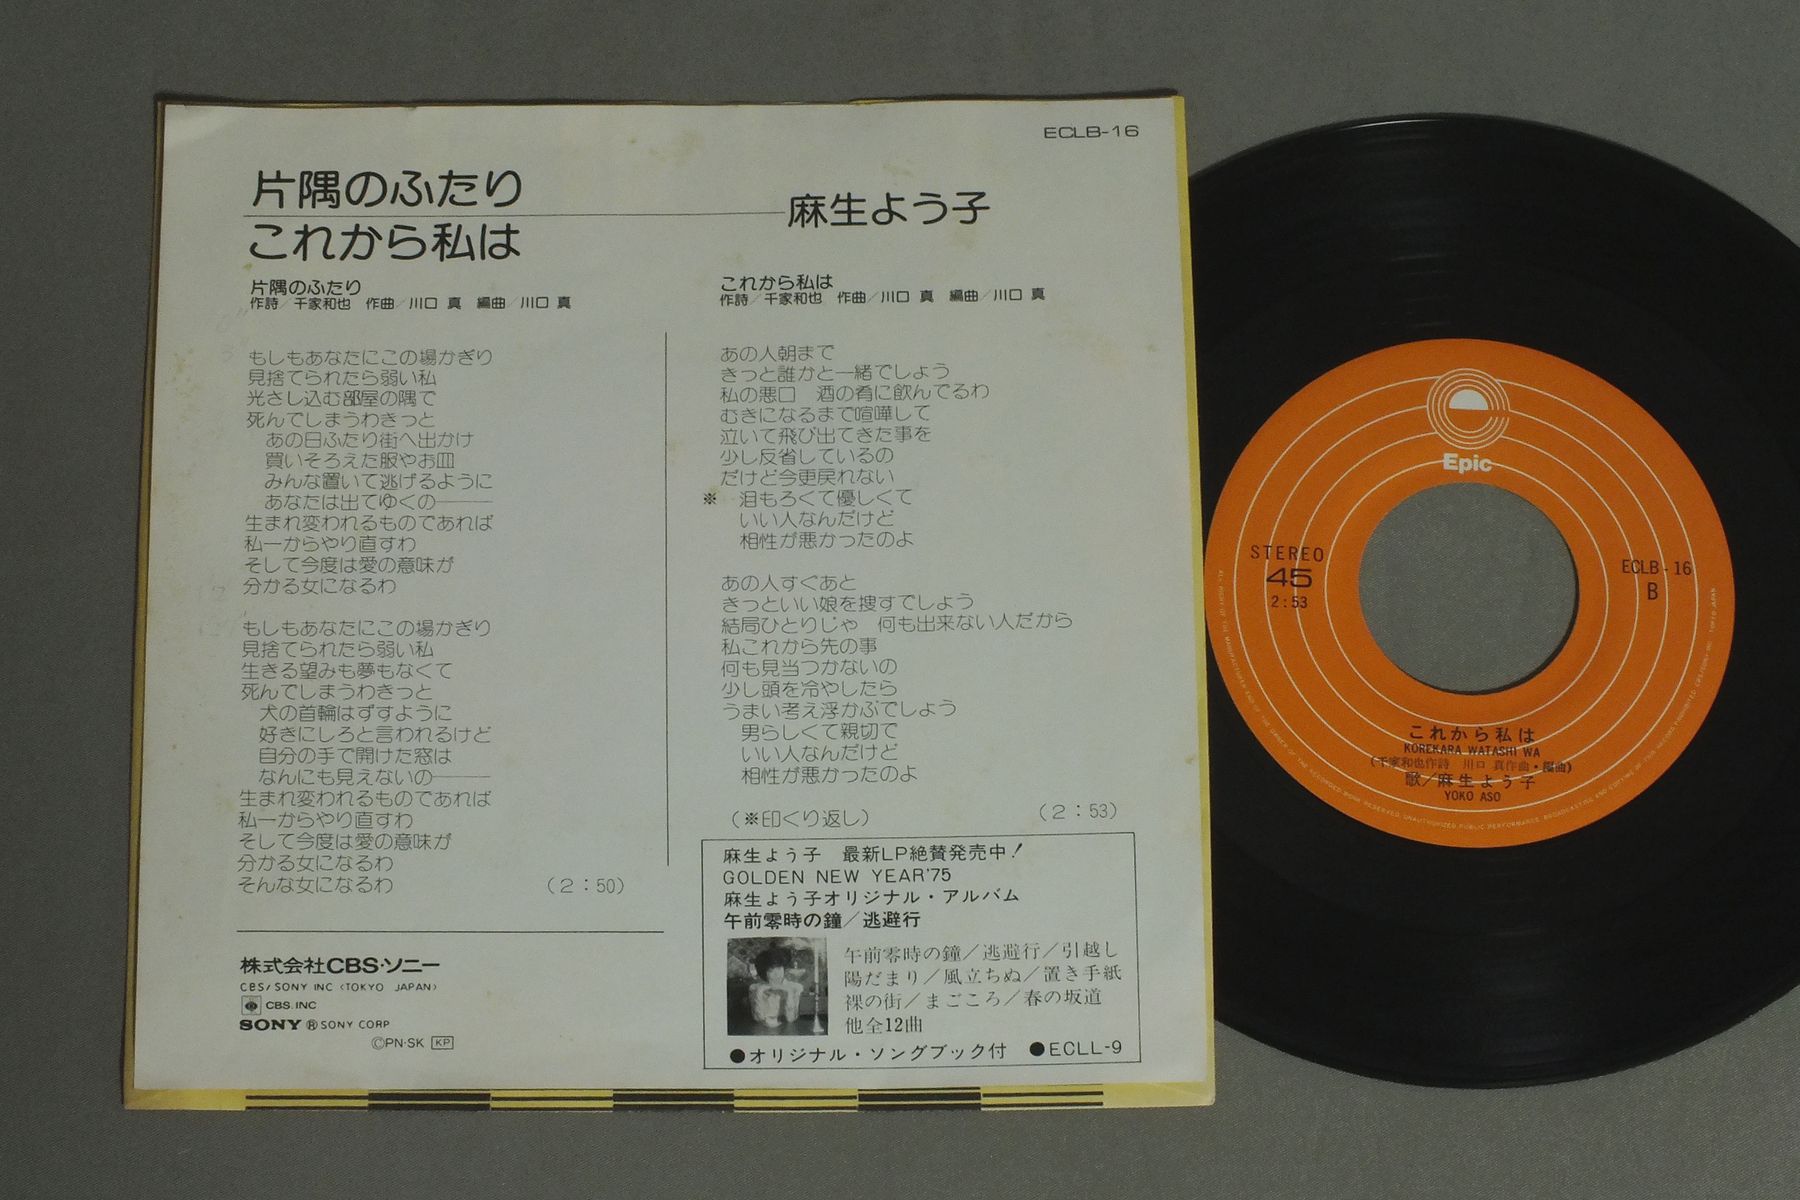 ECLB-16
片隅のふたり
これから私は
麻生よう子
片隅のふたり
作詩/千家和也 作曲/川口 真 編曲/川口 真
もしもあなたにこの場かぎり
見捨てられたら弱い私
光さし込む部屋の隅で
死んでしまうわきっと
あの日ふたり街へ出かけ
買いそろえた服やお皿
みんな置いて逃げるように
あなたは出てゆくの───
生まれ変われるものであれば
私一からやり直すわ
そして今度は愛の意味が
分かる女になるわ
もしもあなたにこの場かぎり
見捨てられたら弱い私
生きる望みも夢もなくて
死んでしまうわきっと
犬の首輪はずすように
好きにしろと言われるけど
自分の手で開けた窓は
なんにも見えないの───
生まれ変われるものであれば
私一からやり直すわ
そして今度は愛の意味が
分かる女になるわ
そんな女になるわ
(2:50)
株式会社CBS・ソニー
CBS/SONY INC (TOKYO JAPAN)
CBS. INC
SONY ® SONY CORP
©PN·SK KP
これから私は
作詩/千家和也 作曲/川口 真 編曲/川口 真
あの人朝まで
きっと誰かと一緒でしょう
私の悪口 酒の肴に飲んでるわ
むきになるまで喧嘩して
泣いて飛び出てきた事を
少し反省しているの
だけど今更戻れない
※ 泪もろくて優しくて
いい人なんだけど
相性が悪かったのよ
あの人すぐあと
きっといい娘を捜すでしょう
結局ひとりじゃ 何も出来ない人だから
私これから先の事
何も見当つかないの
少し頭を冷やしたら
うまい考え浮かぶでしょう
男らしくて親切で
いい人なんだけど
相性が悪かったのよ
(※印くり返し)
(2:53)
麻生よう子 最新LP絶賛発売中!
GOLDEN NEW YEAR'75
麻生よう子オリジナル・アルバム
午前零時の鐘/逃避行
午前零時の鐘/逃避行/引越し
陽だまり/風立ちぬ/置き手紙
裸の街/まごころ/春の坂道
他全12曲
●オリジナル・ソングブック付 ●ECLL-9
Epic
STEREO
45
2:53
ECLB-16
B
これから私は
KOREKARA WATASHI WA
(千家和也作詩 川口 真作曲・編曲)
歌/麻生よう子
YOKO ASO